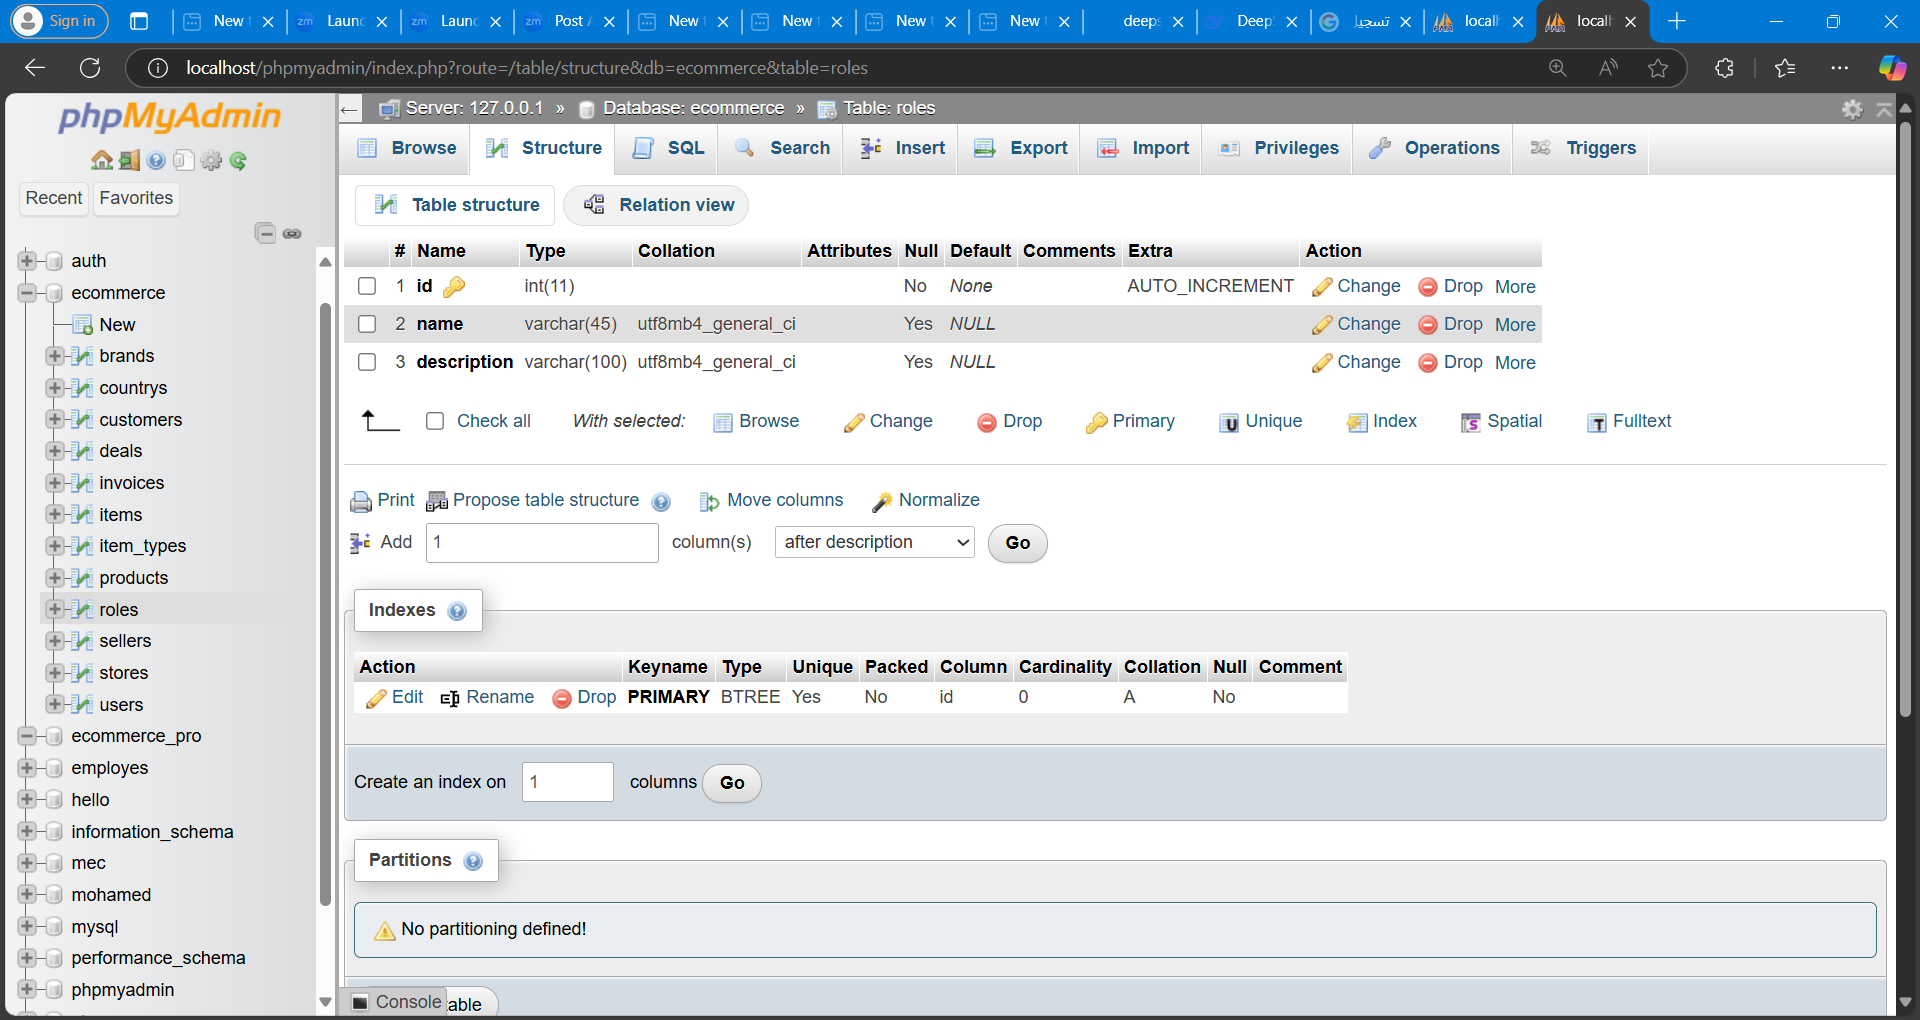 Sign in New Laun Laun Post New New New New deeps Deep تسجيل local local
localhost/phpmyadmin/index.php?route=/table/structure&db=ecommerce&table=roles
phpMyAdmin
Recent Favorites
auth
ecommerce
New
brands
countrys
customers
deals
invoices
items
item_types
products
roles
sellers
stores
users
ecommerce_pro
employes
hello
information_schema
mec
mohamed
mysql
performance_schema
phpmyadmin
Server: 127.0.0.1 » Database: ecommerce » Table: roles
Browse Structure SQL Search Insert Export Import Privileges Operations Triggers
Table structure Relation view
# Name Type Collation Attributes Null Default Comments Extra Action
1 id int(11) No None AUTO_INCREMENT Change Drop More
2 name varchar(45) utf8mb4_general_ci Yes NULL Change Drop More
3 description varchar(100) utf8mb4_general_ci Yes NULL Change Drop More
Check all With selected: Browse Change Drop Primary Unique Index Spatial Fulltext
Print Propose table structure Move columns Normalize
Add 1 column(s) after description Go
Indexes
Action Keyname Type Unique Packed Column Cardinality Collation Null Comment
Edit Rename Drop PRIMARY BTREE Yes No id 0 A No
Create an index on 1 columns Go
Partitions
No partitioning defined!
Console able